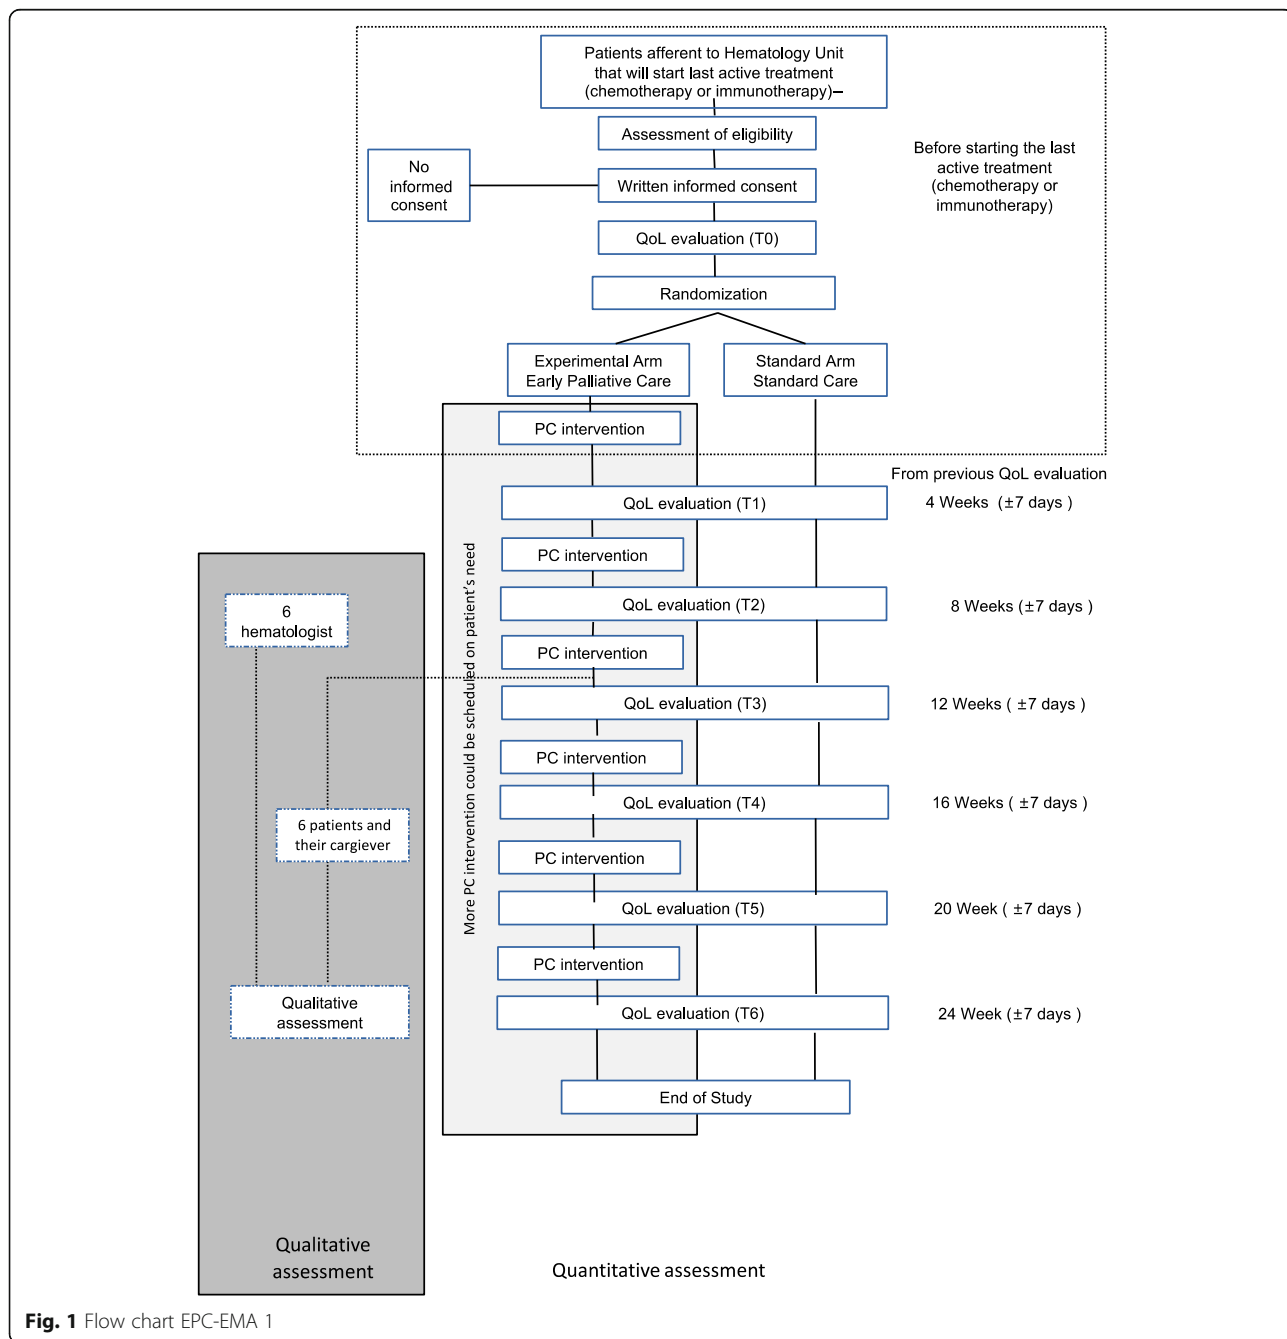 Patients afferent to Hematology Unit
that will start last active treatment
(chemotherapy or immunotherapy)–
Assessment of eligibility
Before starting the last
active treatment
(chemotherapy or
immunotherapy)
No
informed
consent
Written informed consent
QoL evaluation (T0)
Randomization
Experimental Arm
Early Palliative Care
Standard Arm
Standard Care
PC intervention
From previous QoL evaluation
QoL evaluation (T1)
4 Weeks (±7 days )
PC intervention
QoL evaluation (T2)
8 Weeks (±7 days )
6
hematologist
PC intervention
More PC intervention could be scheduled on patient's need
QoL evaluation (T3)
12 Weeks ( ±7 days )
PC intervention
QoL evaluation (T4)
16 Weeks ( ±7 days )
6 patients and
their cargiever
PC intervention
QoL evaluation (T5)
20 Week ( ±7 days )
PC intervention
Qualitative
assessment
QoL evaluation (T6)
24 Week (±7 days )
End of Study
Qualitative
assessment
Quantitative assessment
Fig. 1 Flow chart EPC-EMA 1